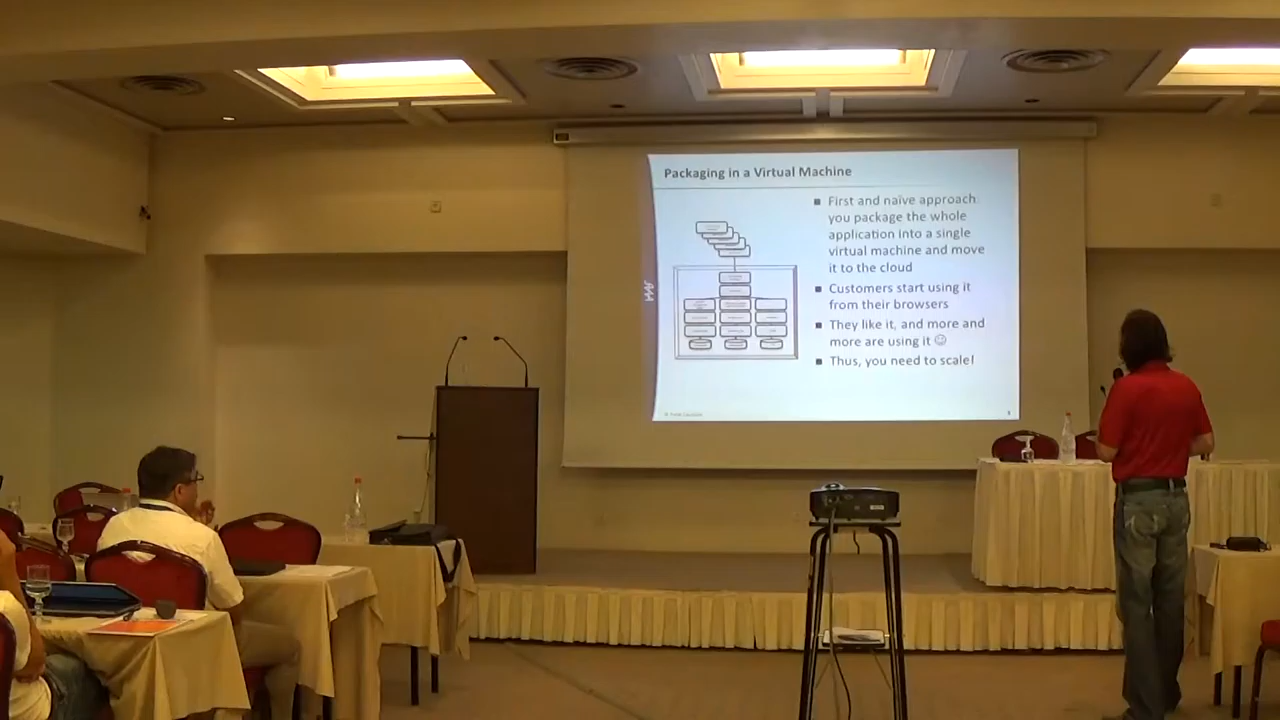 Packaging in a Virtual Machine
■ First and naïve approach
you package the whole
application into a single
virtual machine and move
it to the cloud
■ Customers start using it
from their browsers
■ They like it, and more and
more are using it ☺
■ Thus, you need to scale!